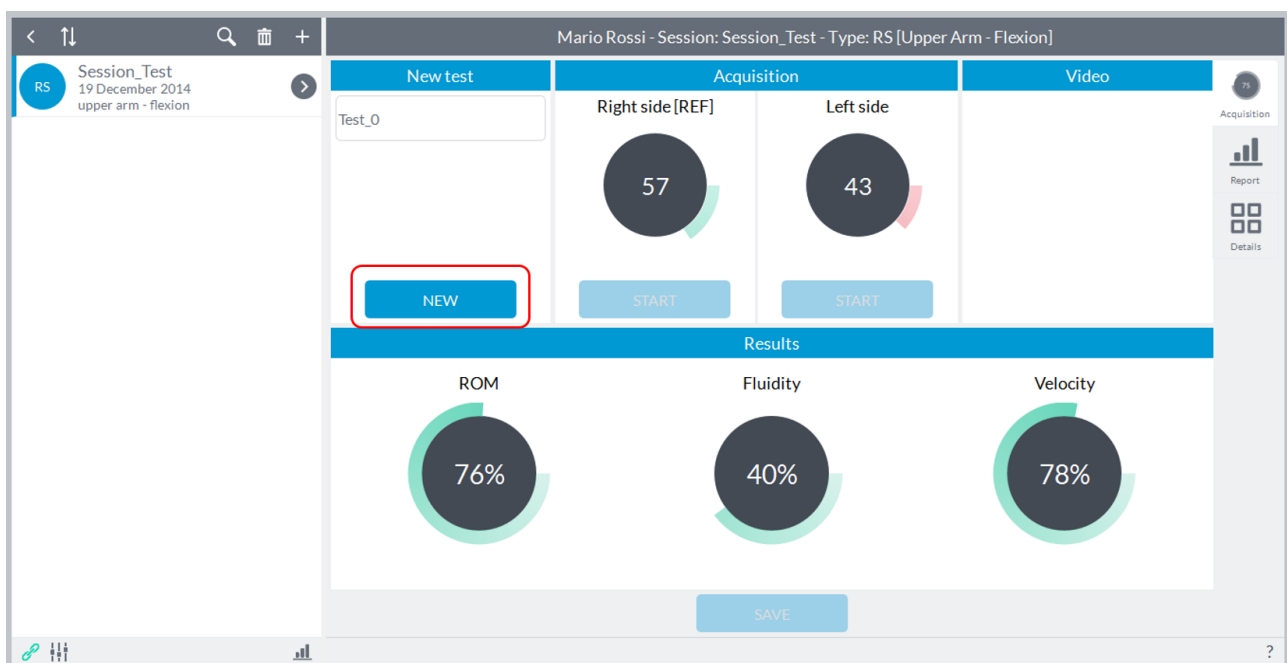 Mario Rossi - Session: Session_Test - Type: RS [Upper Arm - Flexion]
RS
Session_Test
19 December 2014
upper arm - flexion
New test
Acquisition
Video
Test_0
Right side [REF]
Left side
57
43
NEW
START
START
75
Acquisition
Report
Details
Results
ROM
Fluidity
Velocity
76%
40%
78%
SAVE
?